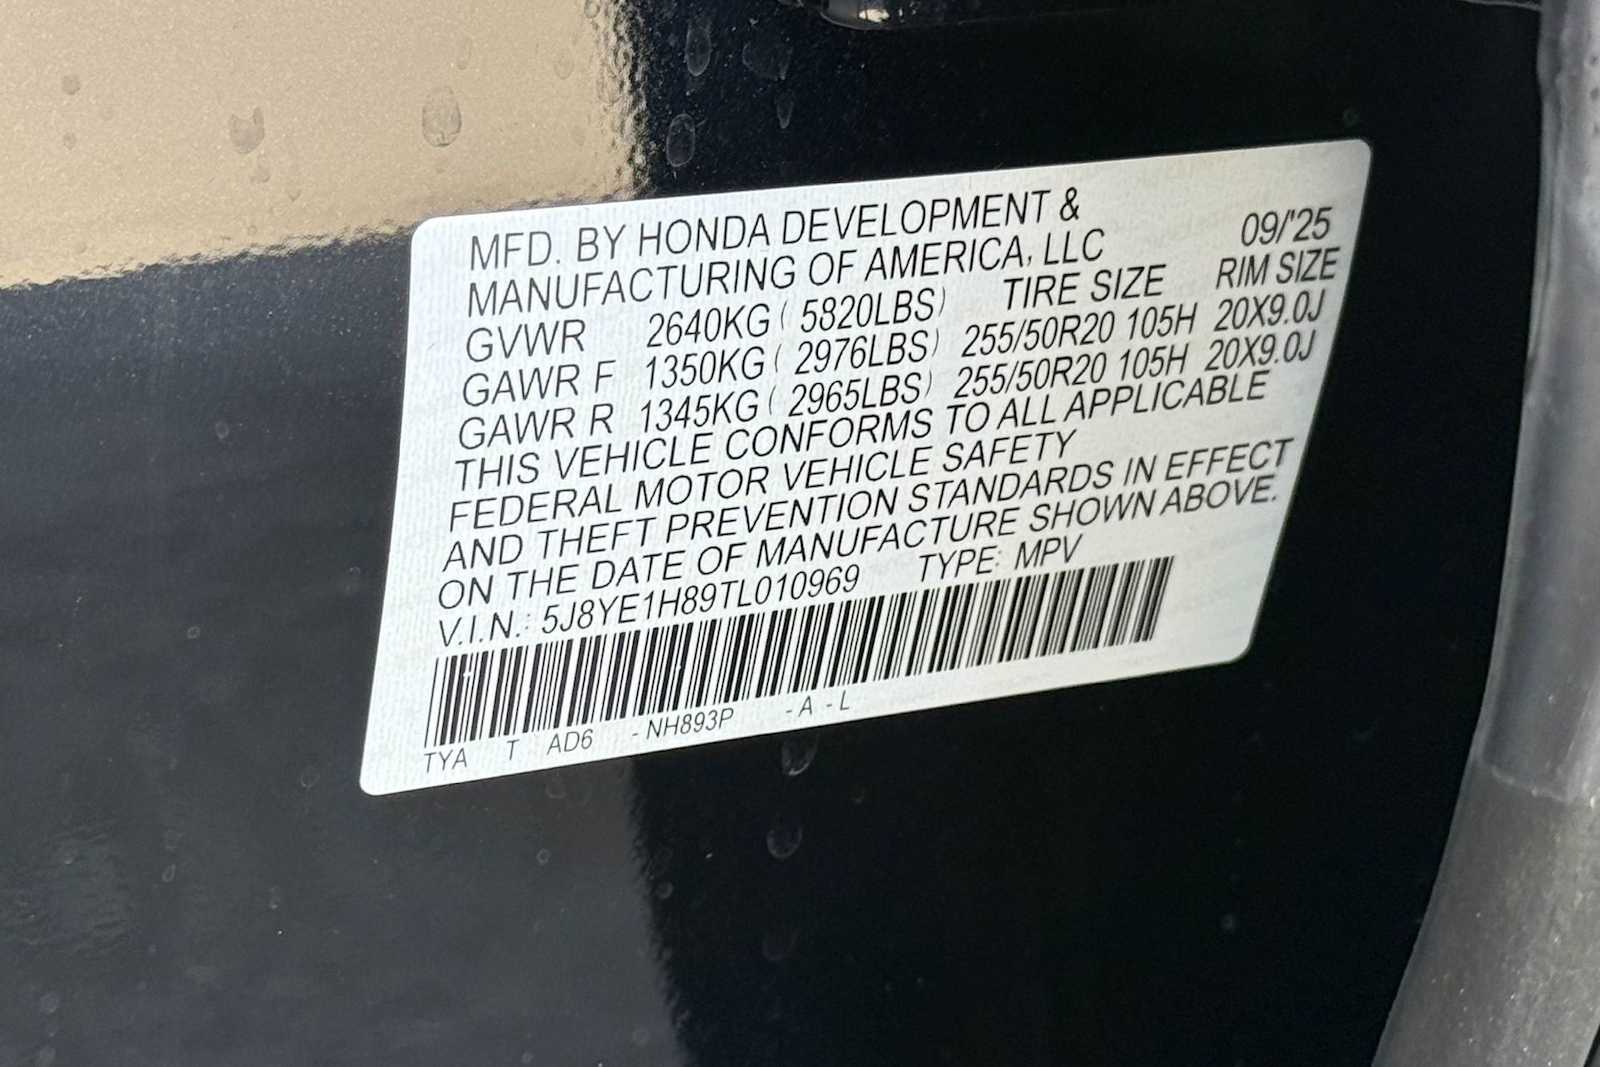 MFD. BY HONDA DEVELOPMENT &
MANUFACTURING OF AMERICA, LLC 09/'25
GVWR 2640KG ( 5820LBS) TIRE SIZE RIM SIZE
GAWR F 1350KG ( 2976LBS) 255/50R20 105H 20X9.0J
GAWR R 1345KG ( 2965LBS) 255/50R20 105H 20X9.0J
THIS VEHICLE CONFORMS TO ALL APPLICABLE
FEDERAL MOTOR VEHICLE SAFETY
AND THEFT PREVENTION STANDARDS IN EFFECT
ON THE DATE OF MANUFACTURE SHOWN ABOVE.
V.I.N.: 5J8YE1H89TL010969 TYPE: MPV
TYA T AD6 - NH893P - A - L